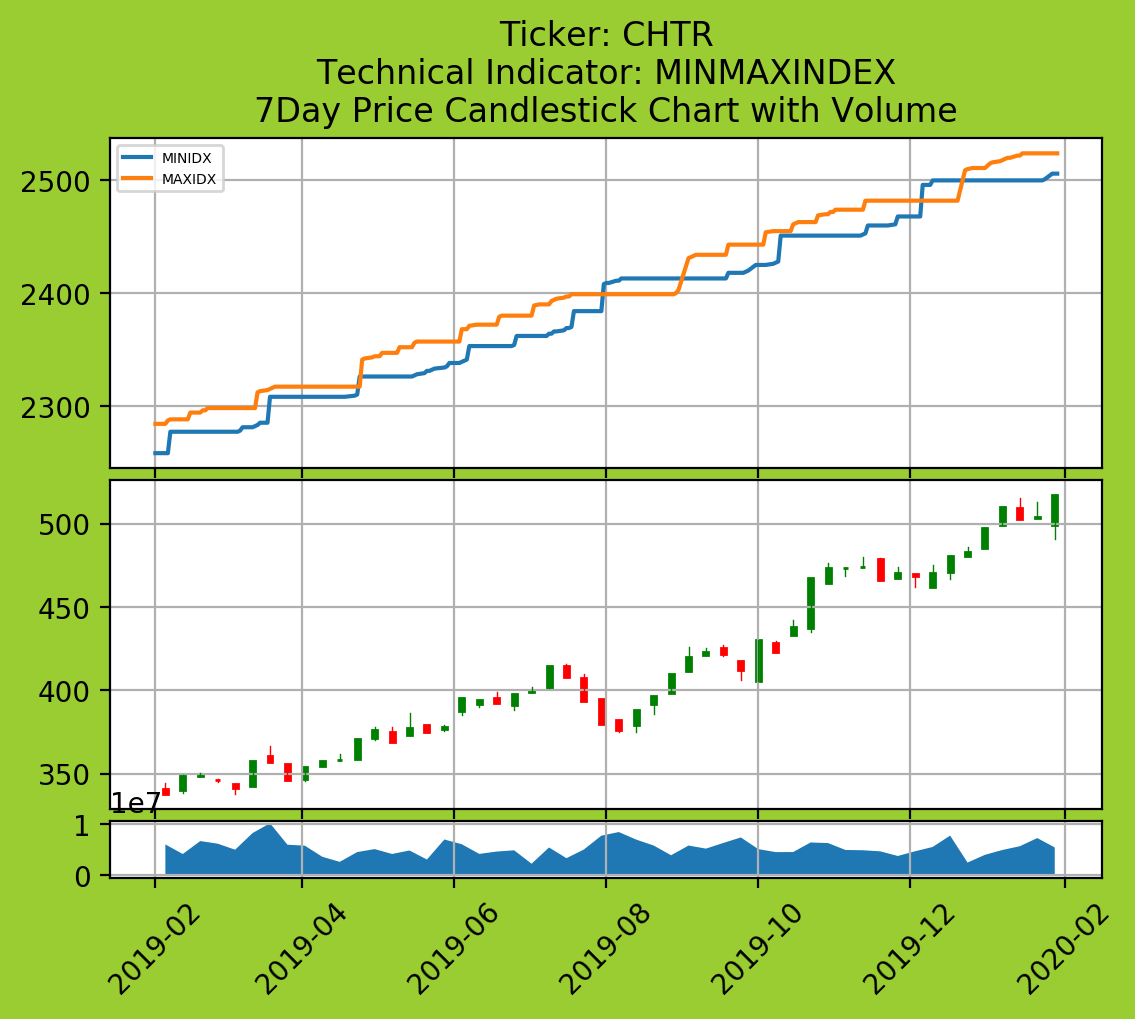 Ticker: CHTR
Technical Indicator: MINMAXINDEX
7Day Price Candlestick Chart with Volume
MINIDX
MAXIDX
2500
2400
2300
500
450
400
350
1e7
1
0
2019-02
2019-04
2019-06
2019-08
2019-10
2019-12
2020-02